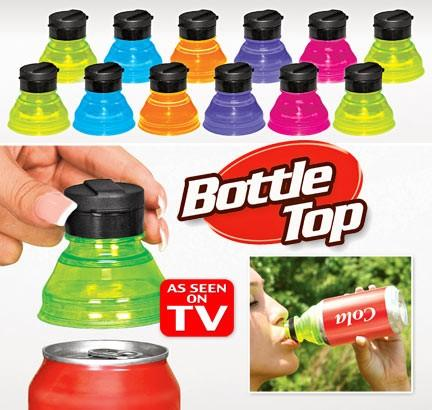 Bottle
Top
AS SEEN
ON
TV
Cola